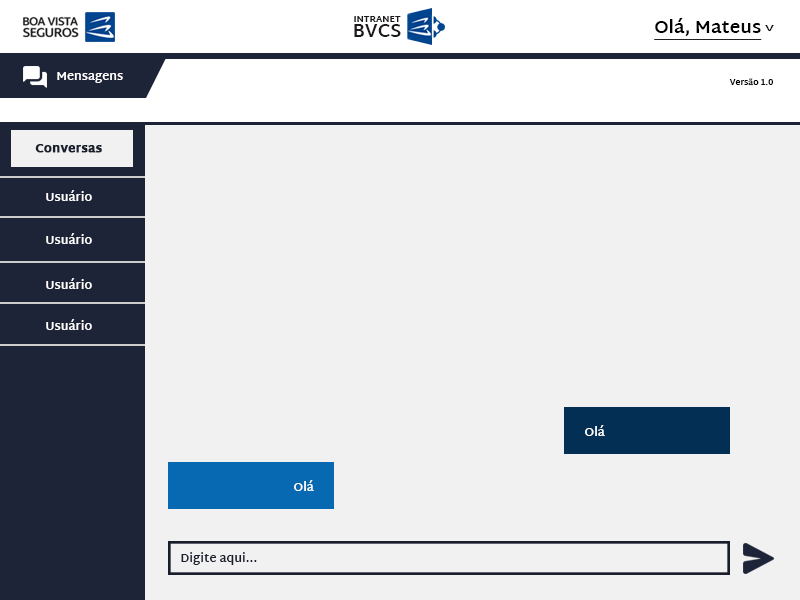 BOA VISTA
SEGUROS
INTRANET
BVCS
Olá, Mateus
Mensagens
Versão 1.0
Conversas
Usuário
Usuário
Usuário
Usuário
Olá
Olá
Digite aqui...